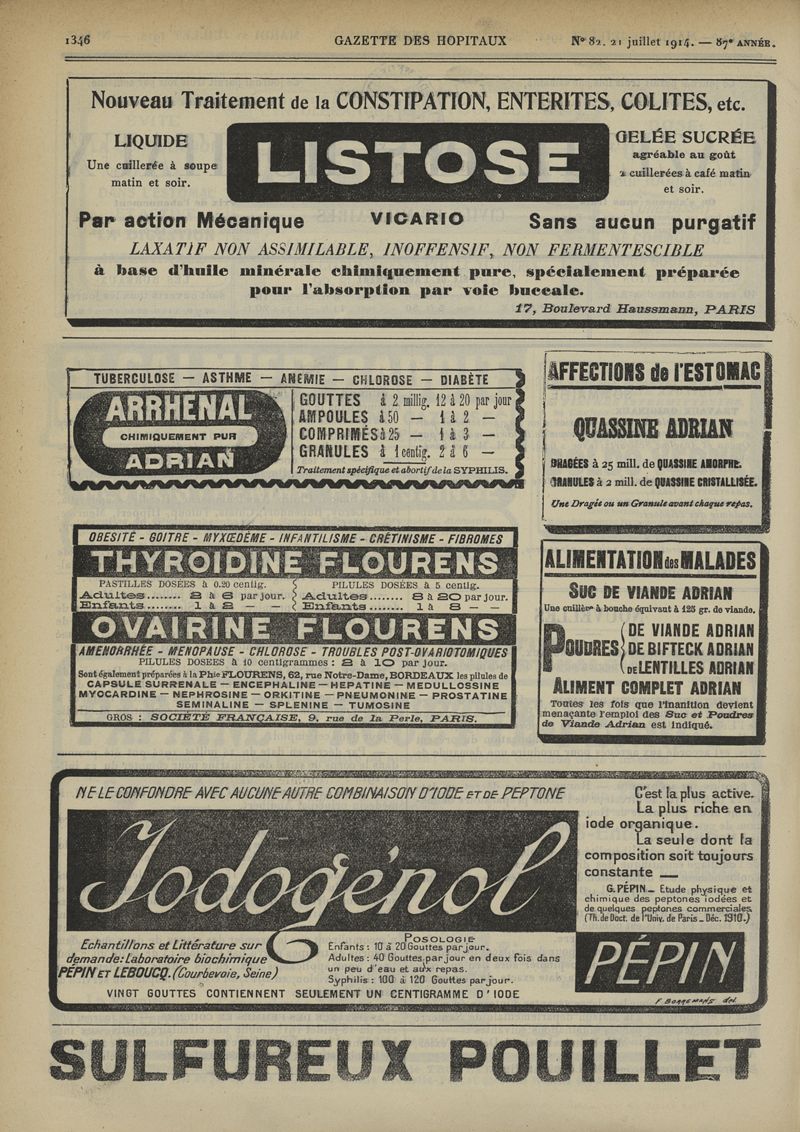 1346
GAZETTE DES HOPITAUX
Nº 82. 21 juillet 1914. — 87e ANNÉE.
Nouveau Traitement de la CONSTIPATION, ENTERITES, COLITES, etc.
LIQUIDE
Une cuillerée à soupe
matin et soir.
LISTOSE
GELÉE SUCRÉE
agréable au goût
2 cuillerées à café matin
et soir.
Par action Mécanique
VICARIO
Sans aucun purgatif
LAXATIF NON ASSIMILABLE, INOFFENSIF, NON FERMENTESCIBLE
à base d'huile minérale chimiquement pure, spécialement préparée
pour l'absorption par voie buccale.
17, Boulevard Haussmann, PARIS
TUBERCULOSE — ASTHME — ANEMIE — CHLOROSE — DIABÈTE
ARRHENAL
CHIMIQUEMENT PUR
ADRIAN
GOUTTES à 2 millig. 12 à 20 par jour
AMPOULES à 50 — 1 à 2 —
COMPRIMÉS à 25 — 1 à 3 —
GRANULES à 1 centig. 2 à 6 —
Traitement spécifique et abortif de la SYPHILIS.
AFFECTIONS de l'ESTOMAC
QUASSINE ADRIAN
DRAGÉES à 25 mill. de QUASSINE AMORPHE.
GRANULES à 2 mill. de QUASSINE CRISTALLISÉE.
Une Dragée ou un Granule avant chaque repas.
OBESITÉ - GOITRE - MYXŒDÈME - INFANTILISME - CRÉTINISME - FIBROMES
THYROIDINE FLOURENS
PASTILLES DOSÉES à 0.20 centig.
Adultes........ 2 à 6 par jour.
Enfants........ 1 à 2 — —
PILULES DOSÉES à 5 centig.
Adultes........ 8 à 20 par jour.
Enfants........ 1 à 8 — —
OVAIRINE FLOURENS
AMENORRHÉE - MENOPAUSE - CHLOROSE - TROUBLES POST-OVARIOTOMIQUES
PILULES DOSEES à 10 centigrammes : 2 à 10 par jour.
Sont également préparées à la Phie FLOURENS, 62, rue Notre-Dame, BORDEAUX les pilules de
CAPSULE SURRENALE — ENCEPHALINE — HEPATINE — MEDULLOSSINE
MYOCARDINE — NEPHROSINE — ORKITINE — PNEUMONINE — PROSTATINE
SEMINALINE — SPLENINE — TUMOSINE
GROS : SOCIÉTÉ FRANÇAISE, 9, rue de la Perle, PARIS.
ALIMENTATION des MALADES
SUC DE VIANDE ADRIAN
Une cuillère à bouche équivaut à 125 gr. de viande.
POUDRES
DE VIANDE ADRIAN
DE BIFTECK ADRIAN
DE LENTILLES ADRIAN
ALIMENT COMPLET ADRIAN
Toutes les fois que l'inanition devient
menaçante l'emploi des Suc et Poudres
de Viande Adrian est indiqué.
NE LE CONFONDRE AVEC AUCUNE AUTRE COMBINAISON D'IODE ET DE PEPTONE
Iodogénol
C'est la plus active.
La plus riche en
iode organique.
La seule dont la
composition soit toujours
constante —
G. PÉPIN _ Etude physique et
chimique des peptones iodées et
de quelques peptones commerciales
(Th. de Doct. de l'Univ. de Paris _ Déc. 1910.)
Echantillons et Littérature sur
demande: Laboratoire biochimique
PÉPIN ET LEBOUCQ. (Courbevoie, Seine)
POSOLOGIE
Enfants : 10 à 20 Gouttes par jour.
Adultes : 40 Gouttes par jour en deux fois dans
un peu d'eau et aux repas.
Syphilis : 100 à 120 Gouttes par jour.
PÉPIN
VINGT GOUTTES CONTIENNENT SEULEMENT UN CENTIGRAMME D'IODE
SULFUREUX POUILLET